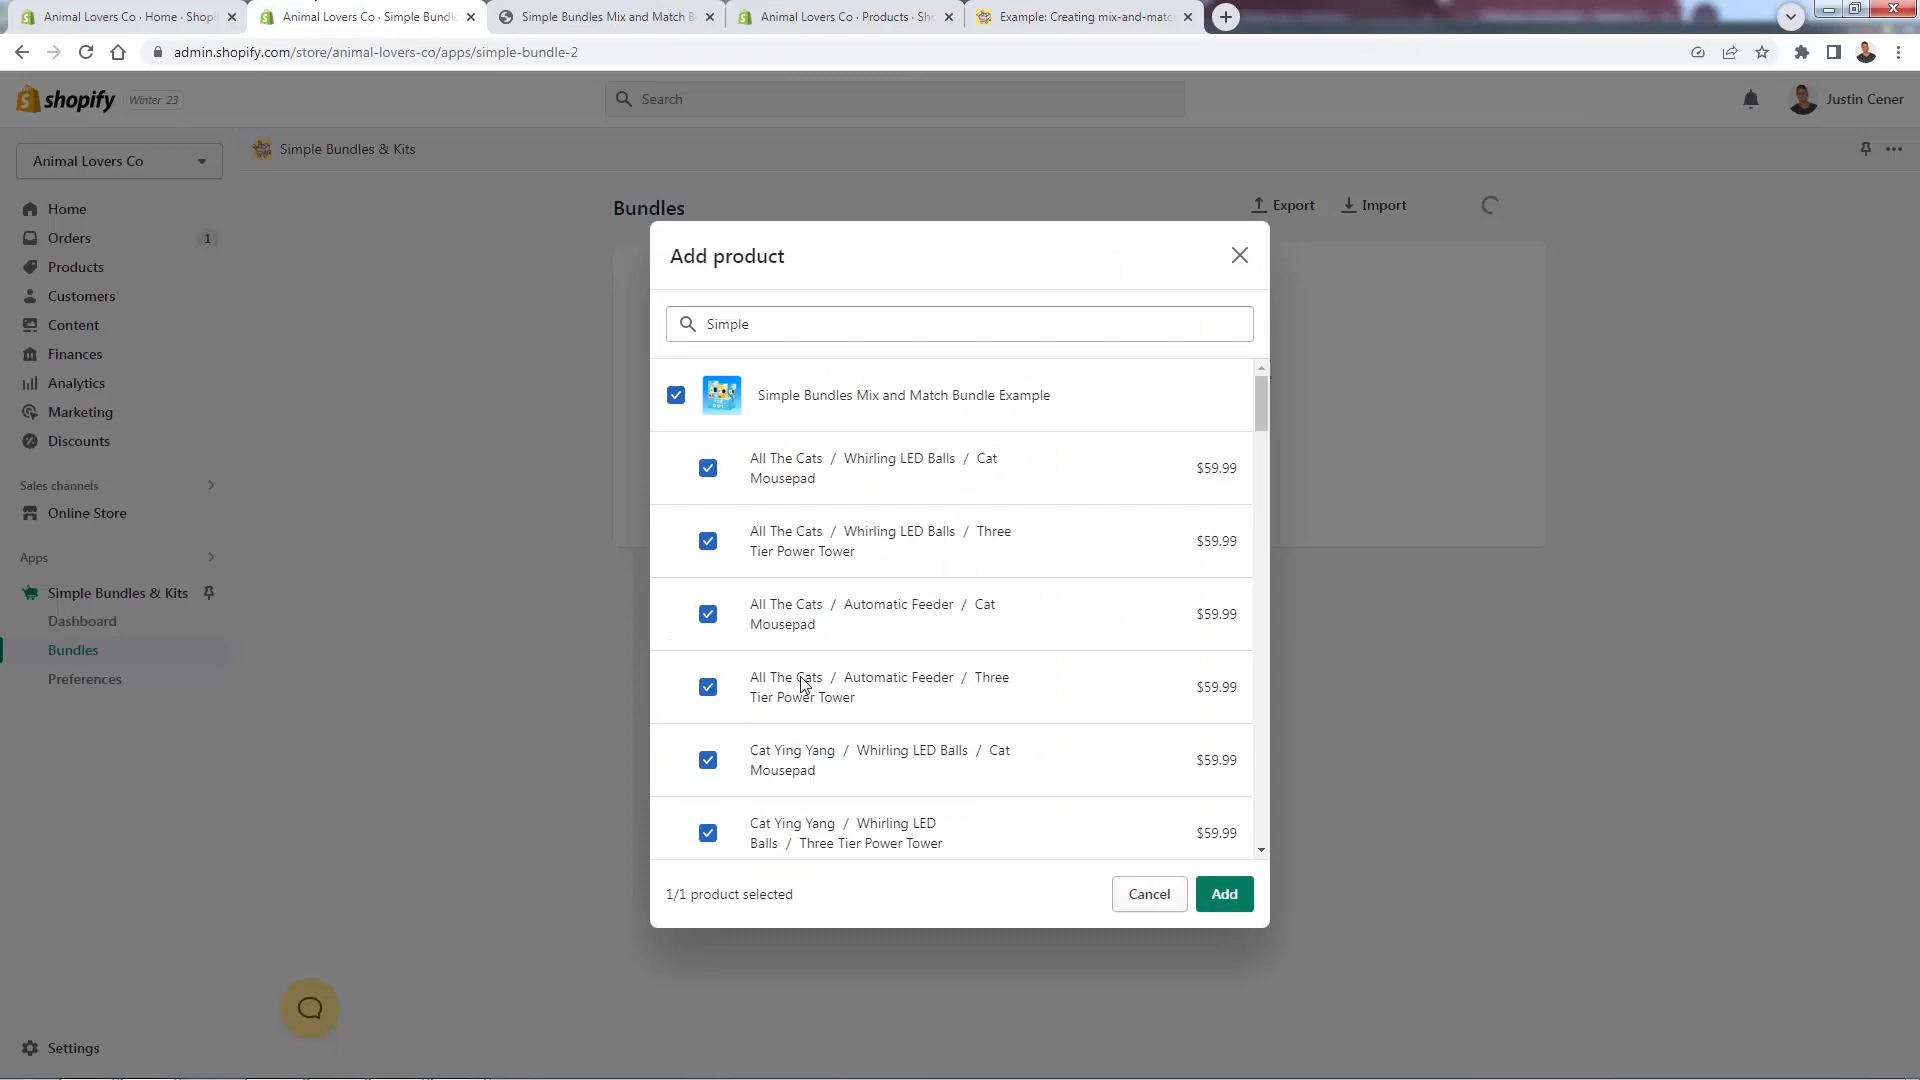 Animal Lovers Co · Home · Shopi
Animal Lovers Co · Simple Bundl
Simple Bundles Mix and Match B
Animal Lovers Co · Products · Sh
Example: Creating mix-and-matc
admin.shopify.com/store/animal-lovers-co/apps/simple-bundle-2
shopify
Winter '23
Search
Justin Cener
Animal Lovers Co
Simple Bundles & Kits
Home
Orders
1
Products
Customers
Content
Finances
Analytics
Marketing
Discounts
Sales channels
Online Store
Apps
Simple Bundles & Kits
Dashboard
Bundles
Preferences
Settings
Bundles
Export
Import
Add product
Simple
Simple Bundles Mix and Match Bundle Example
All The Cats / Whirling LED Balls / Cat
Mousepad
$59.99
All The Cats / Whirling LED Balls / Three
Tier Power Tower
$59.99
All The Cats / Automatic Feeder / Cat
Mousepad
$59.99
All The Cats / Automatic Feeder / Three
Tier Power Tower
$59.99
Cat Ying Yang / Whirling LED Balls / Cat
Mousepad
$59.99
Cat Ying Yang / Whirling LED
Balls / Three Tier Power Tower
$59.99
1/1 product selected
Cancel
Add